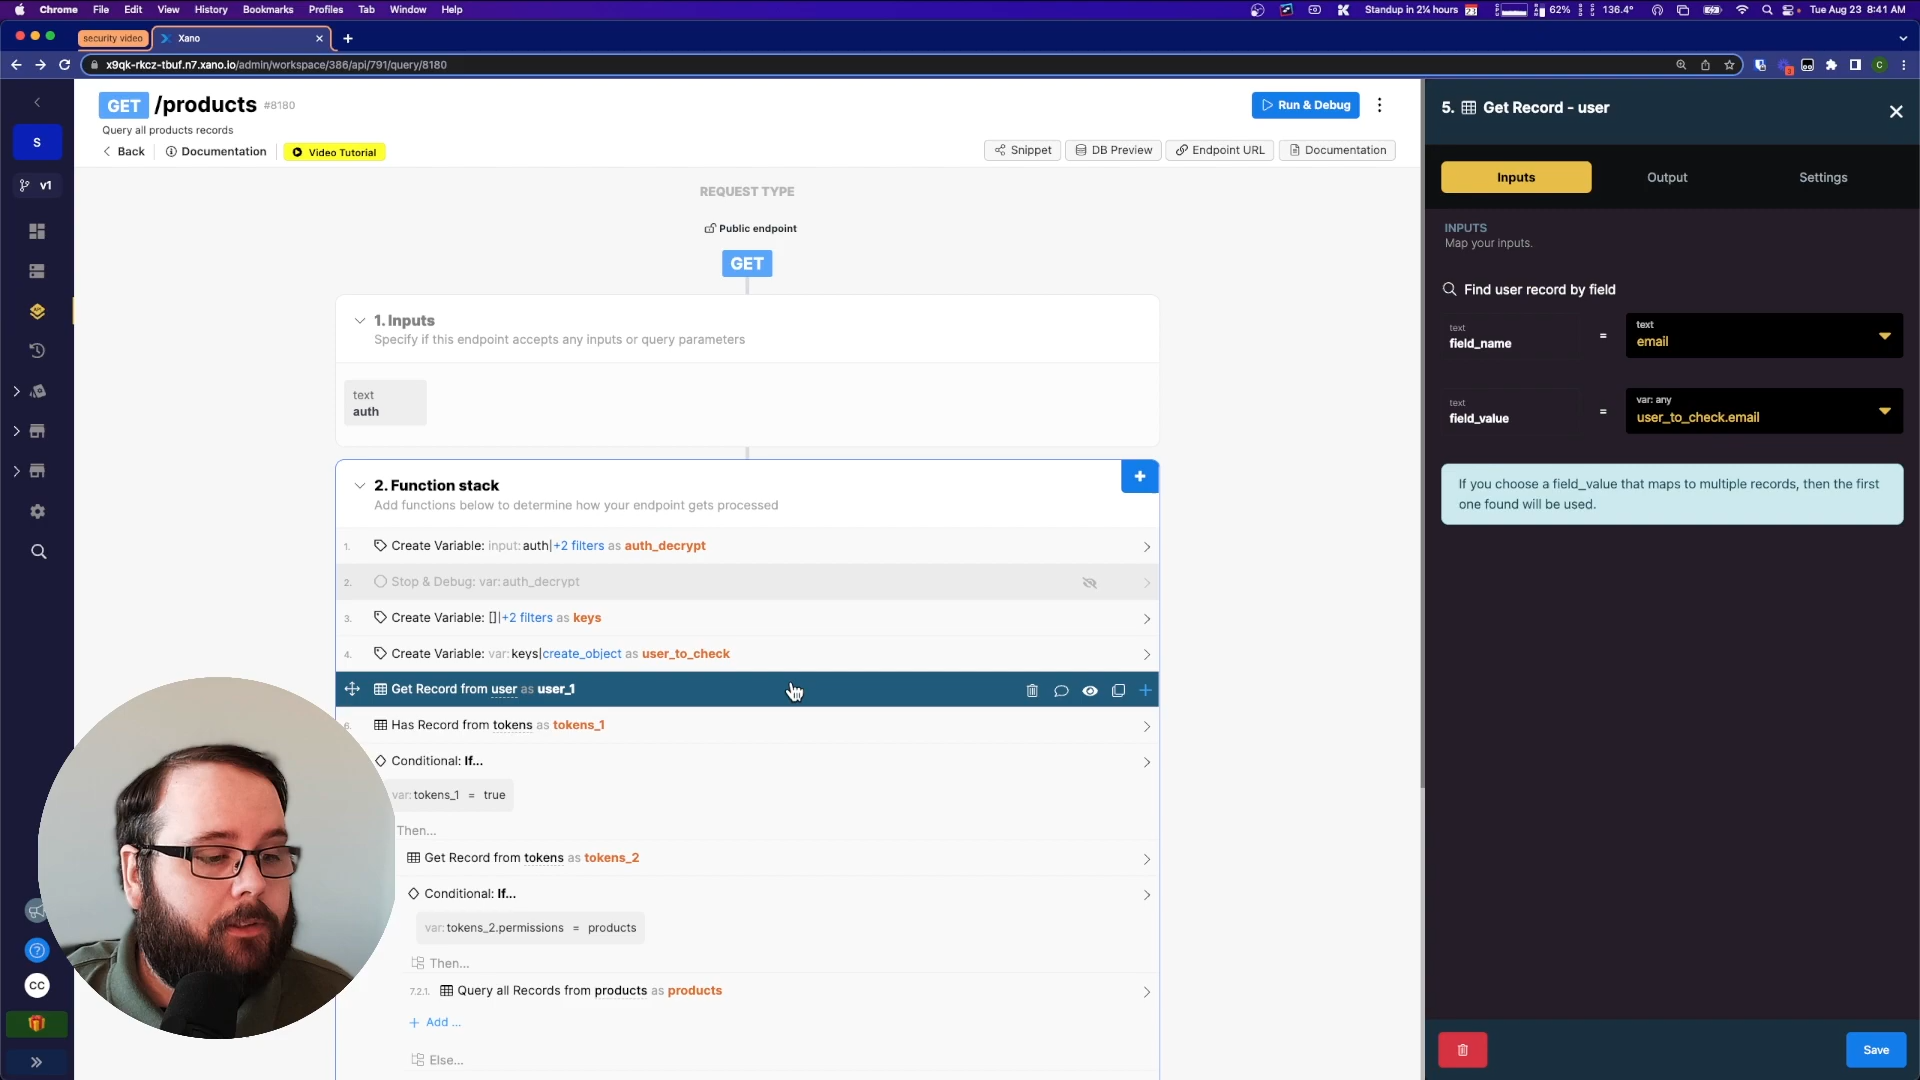 Chrome File Edit View History Bookmarks Profiles Tab Window Help
Standup in 2¼ hours 23 62% 136.4° Tue Aug 23 8:41 AM
security video
Xano
x9qk-rkcz-tbuf.n7.xano.io/admin/workspace/386/api/791/query/8180
GET /products #8180
Query all products records
Back
Documentation
Video Tutorial
Run & Debug
Snippet
DB Preview
Endpoint URL
Documentation
S
v1
REQUEST TYPE
Public endpoint
GET
1. Inputs
Specify if this endpoint accepts any inputs or query parameters
text
auth
2. Function stack
Add functions below to determine how your endpoint gets processed
1. Create Variable: input: auth|+2 filters as auth_decrypt
2. Stop & Debug: var: auth_decrypt
3. Create Variable: []|+2 filters as keys
4. Create Variable: var: keys|create_object as user_to_check
Get Record from user as user_1
6. Has Record from tokens as tokens_1
Conditional: If...
var: tokens_1 = true
Then...
Get Record from tokens as tokens_2
Conditional: If...
var: tokens_2.permissions = products
Then...
7.2.1. Query all Records from products as products
+ Add ...
Else...
CC
5. Get Record - user
Inputs
Output
Settings
INPUTS
Map your inputs.
Find user record by field
text
field_name
=
text
email
text
field_value
=
var: any
user_to_check.email
If you choose a field_value that maps to multiple records, then the first
one found will be used.
Save